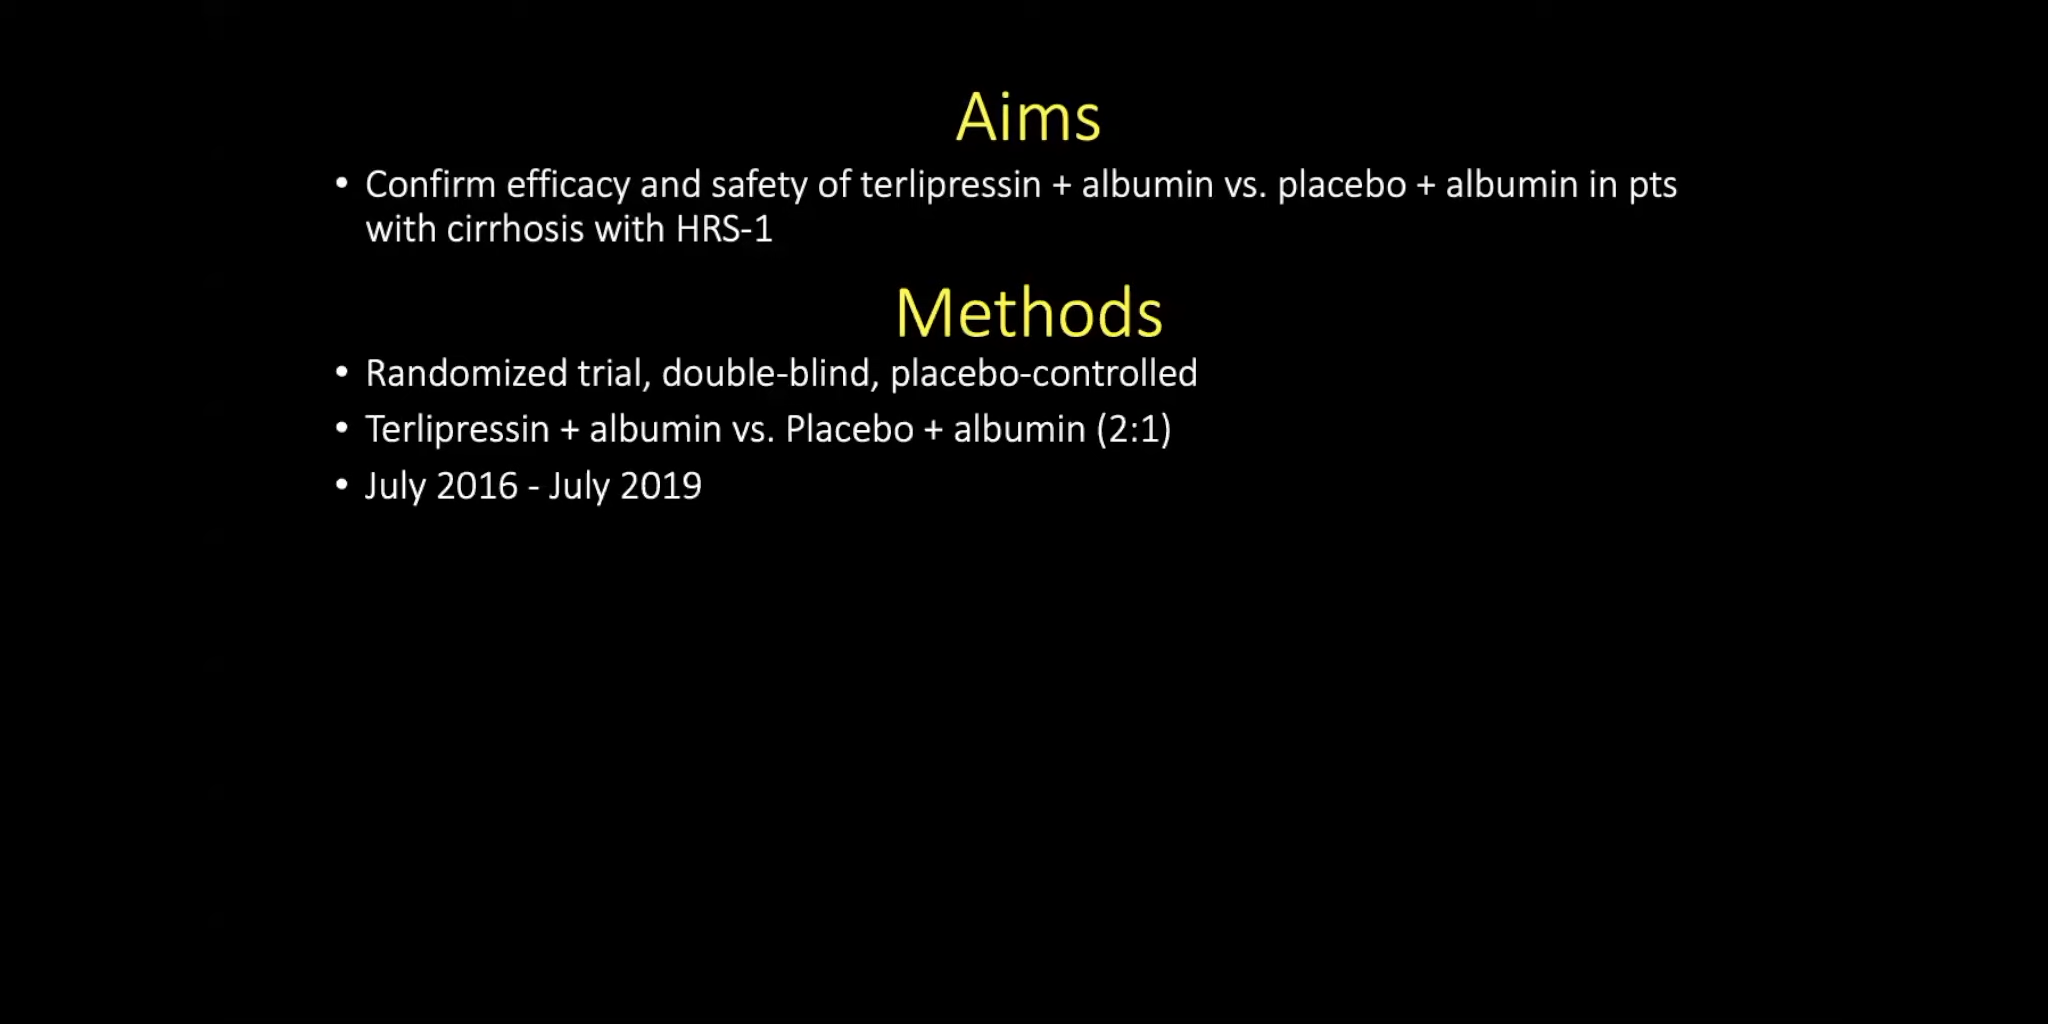 Aims
• Confirm efficacy and safety of terlipressin + albumin vs. placebo + albumin in pts
with cirrhosis with HRS-1
Methods
• Randomized trial, double-blind, placebo-controlled
• Terlipressin + albumin vs. Placebo + albumin (2:1)
• July 2016 - July 2019